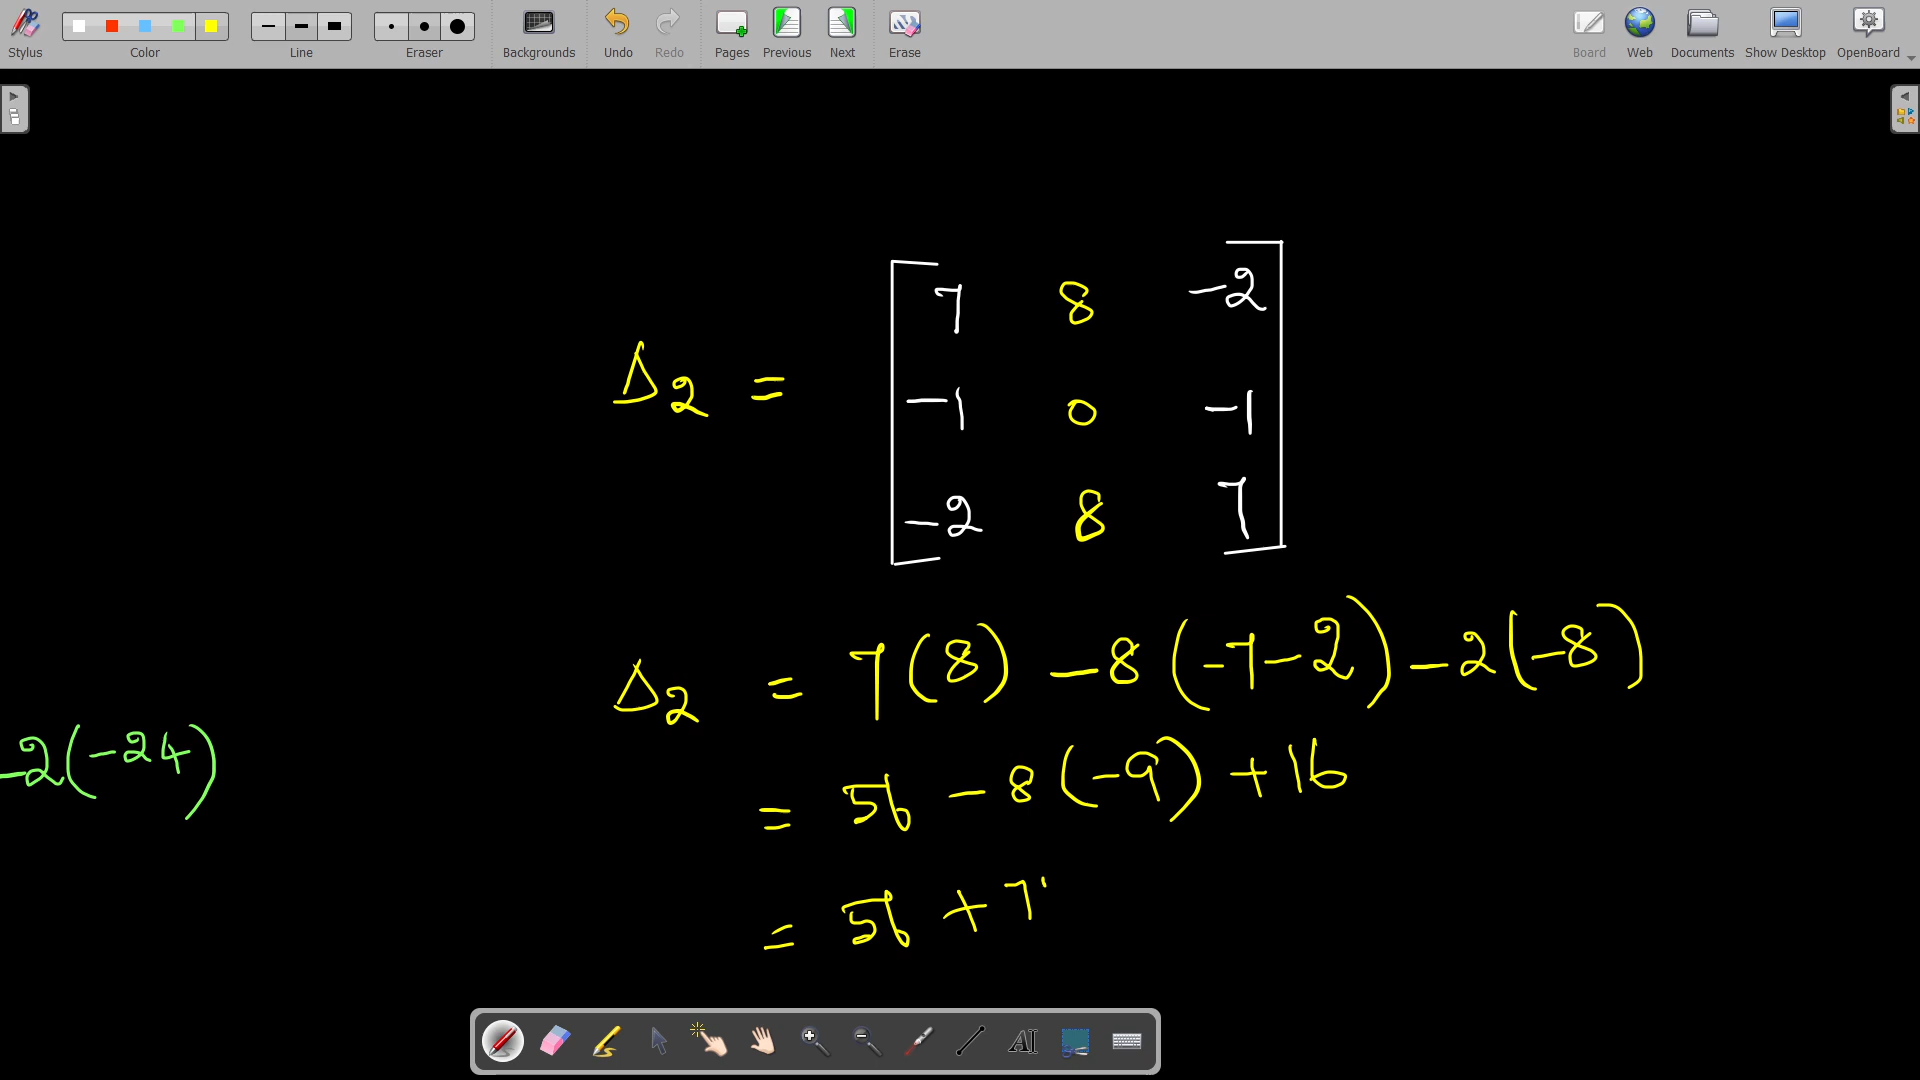 Stylus Color Line Eraser Backgrounds Undo Redo Pages Previous Next Erase Board Web Documents Show Desktop OpenBoard
7 8 -2
Δ2 = -1 0 -1
-2 8 7
Δ2 = 7(8) -8(-7-2) -2(-8)
-2(-24)
= 56 - 8(-9) + 16
= 56 + 7
AI